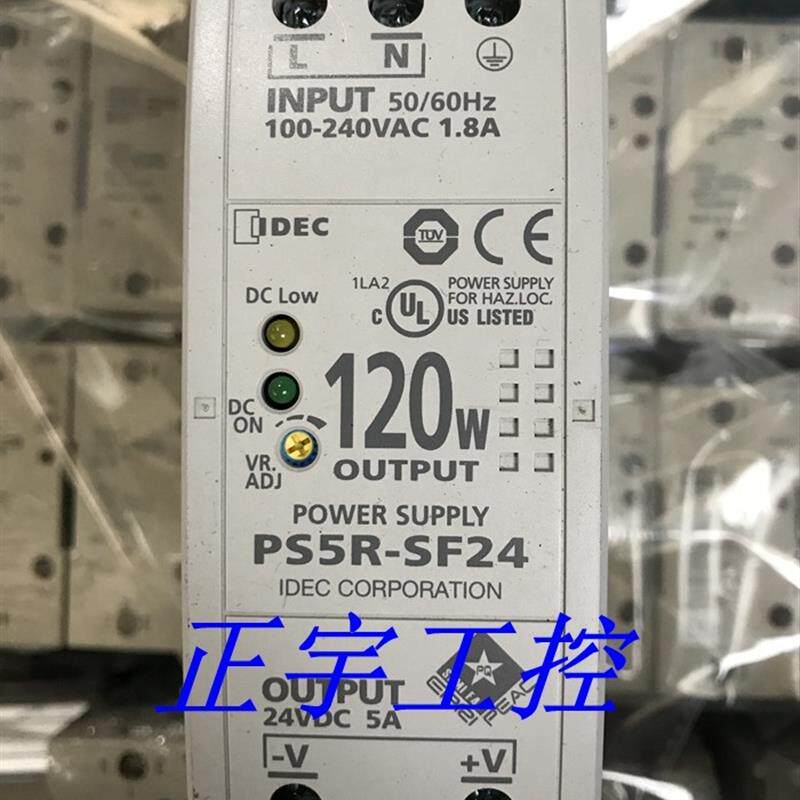 L N
INPUT 50/60Hz
100-240VAC 1.8A
IDEC
TÜV CE
DC Low
1LA2
POWER SUPPLY
FOR HAZ.LOC.
C UL US LISTED
DC
ON
120W
OUTPUT
VR.
ADJ
POWER SUPPLY
PS5R-SF24
IDEC CORPORATION
正宇工控
PQ
OUTPUT
24VDC 5A
-V +V